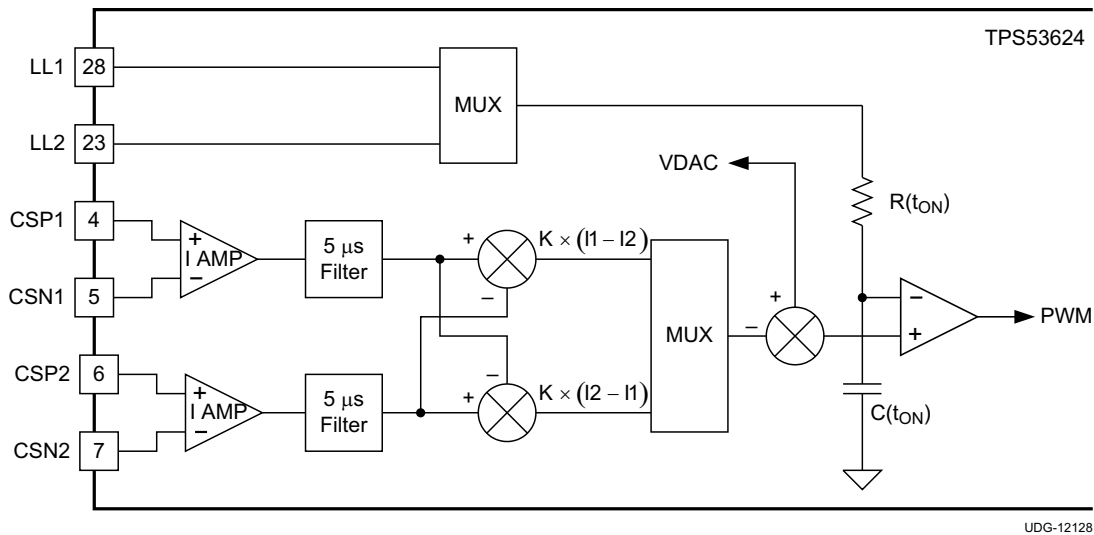 TPS53624
LL1
28
MUX
LL2
23
VDAC
R(tON)
CSP1
4
+
I AMP
−
5 µs
Filter
+
−
K × (I1 – I2)
CSN1
5
MUX
+
−
−
+
PWM
CSP2
6
+
I AMP
−
5 µs
Filter
−
+
K × (I2 – I1)
C(tON)
CSN2
7
UDG-12128